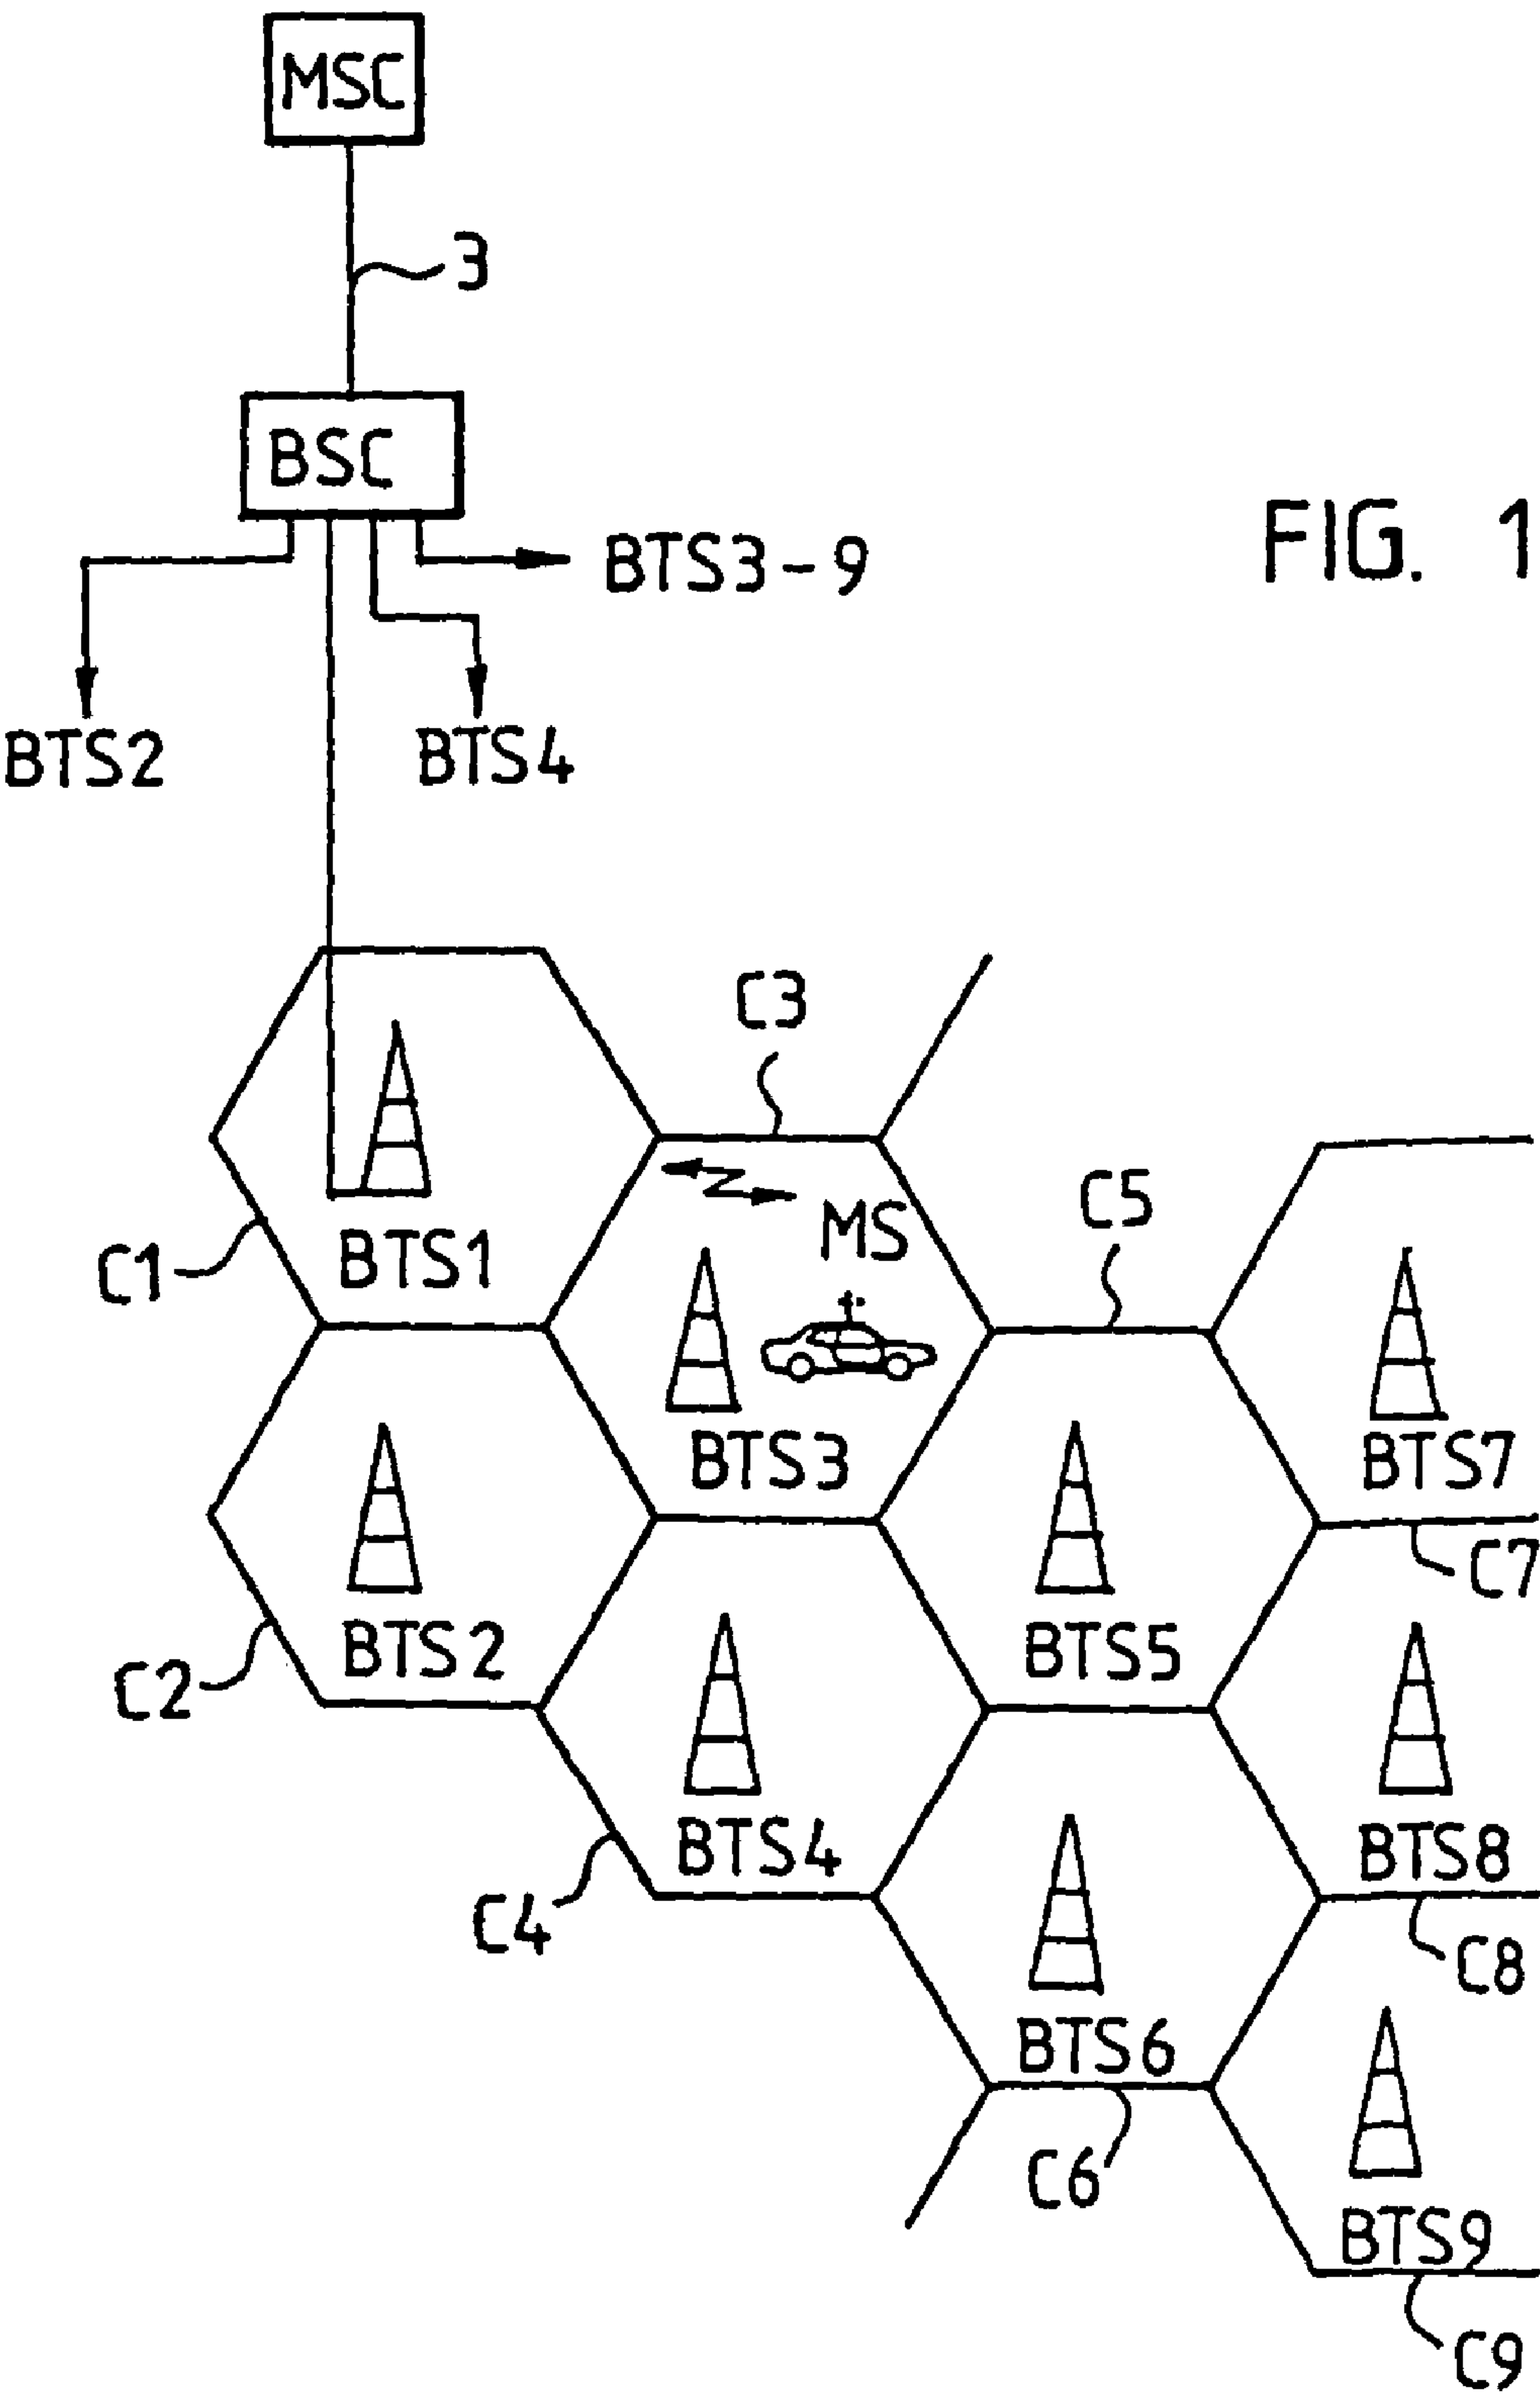 MSC
3
BSC
FIG. 1
BTS3-9
BTS2
BTS4
C3
C5
MS
C1
BTS1
BTS3
BTS7
C7
BTS2
BTS5
C2
BTS4
BTS8
C4
C8
BTS6
C6
BTS9
C9